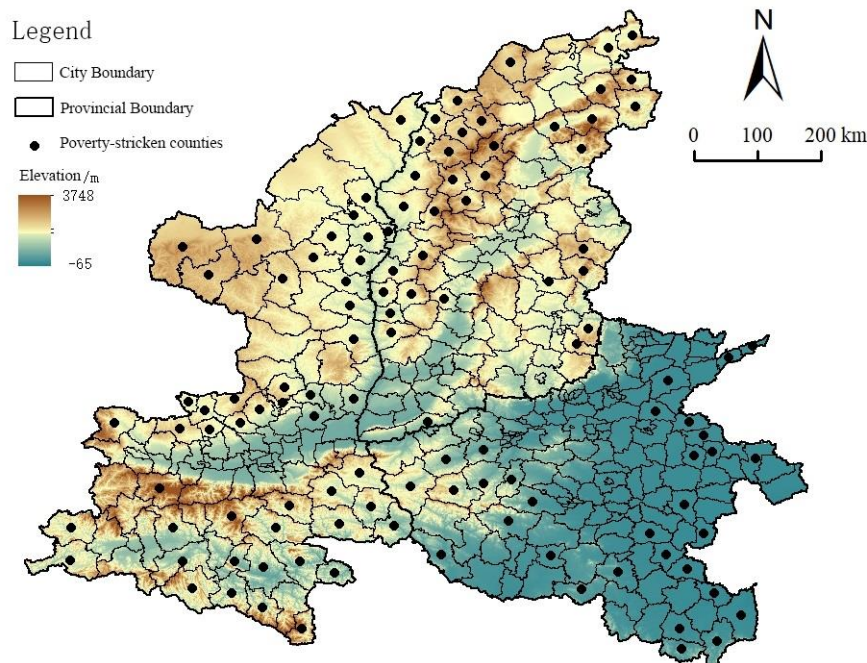 Legend
City Boundary
Provincial Boundary
Poverty-stricken counties
Elevation/m
3748
-65
N
0 100 200 km